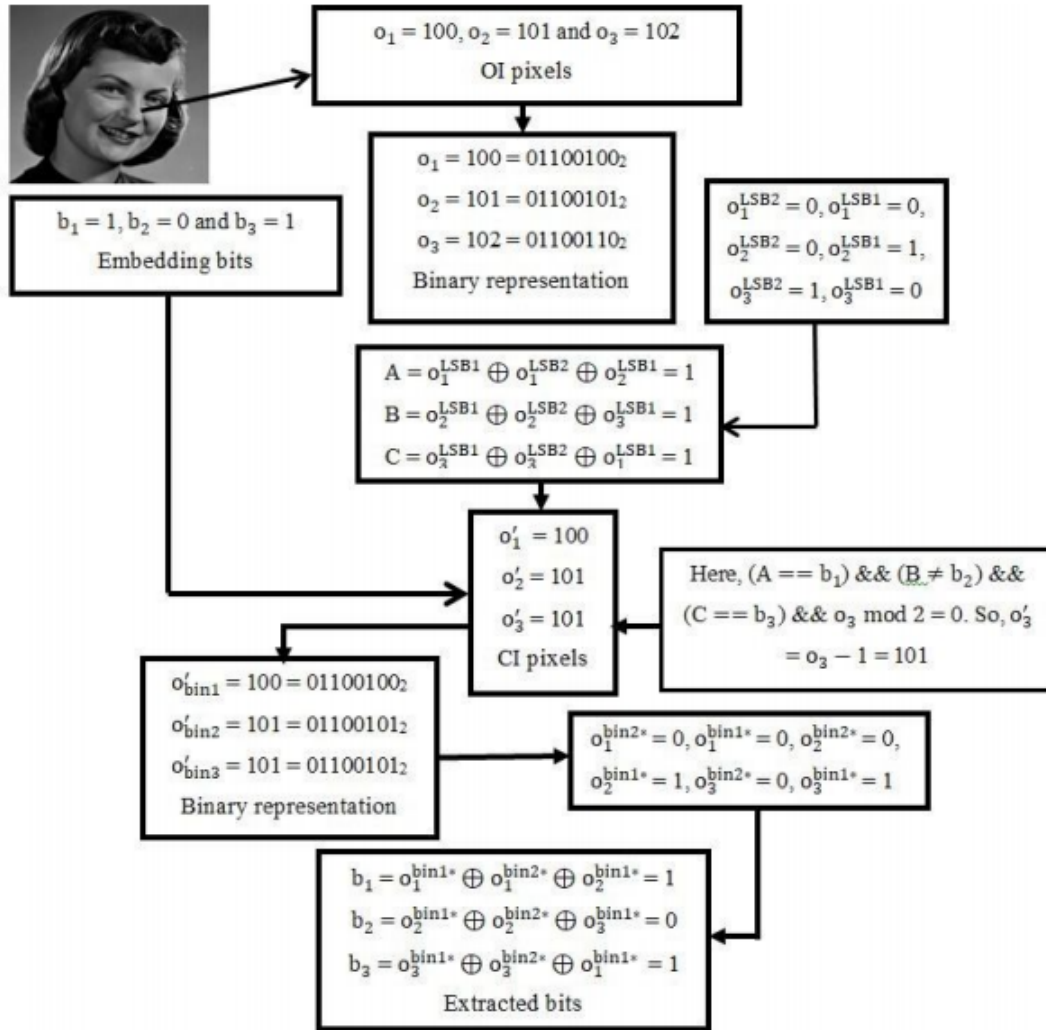 o₁ = 100, o₂ = 101 and o₃ = 102
OI pixels
o₁ = 100 = 01100100₂
o₂ = 101 = 01100101₂
o₃ = 102 = 01100110₂
Binary representation
b₁ = 1, b₂ = 0 and b₃ = 1
Embedding bits
o₁^LSB2 = 0, o₁^LSB1 = 0,
o₂^LSB2 = 0, o₂^LSB1 = 1,
o₃^LSB2 = 1, o₃^LSB1 = 0
A = o₁^LSB1 ⊕ o₁^LSB2 ⊕ o₂^LSB1 = 1
B = o₂^LSB1 ⊕ o₂^LSB2 ⊕ o₃^LSB1 = 1
C = o₃^LSB1 ⊕ o₃^LSB2 ⊕ o₁^LSB1 = 1
o′₁ = 100
o′₂ = 101
o′₃ = 101
CI pixels
Here, (A == b₁) && (B ≠ b₂) &&
(C == b₃) && o₃ mod 2 = 0. So, o′₃
= o₃ − 1 = 101
o′bin1 = 100 = 01100100₂
o′bin2 = 101 = 01100101₂
o′bin3 = 101 = 01100101₂
Binary representation
o₁^bin2* = 0, o₁^bin1* = 0, o₂^bin2* = 0,
o₂^bin1* = 1, o₃^bin2* = 0, o₃^bin1* = 1
b₁ = o₁^bin1* ⊕ o₁^bin2* ⊕ o₂^bin1* = 1
b₂ = o₂^bin1* ⊕ o₂^bin2* ⊕ o₃^bin1* = 0
b₃ = o₃^bin1* ⊕ o₃^bin2* ⊕ o₁^bin1* = 1
Extracted bits